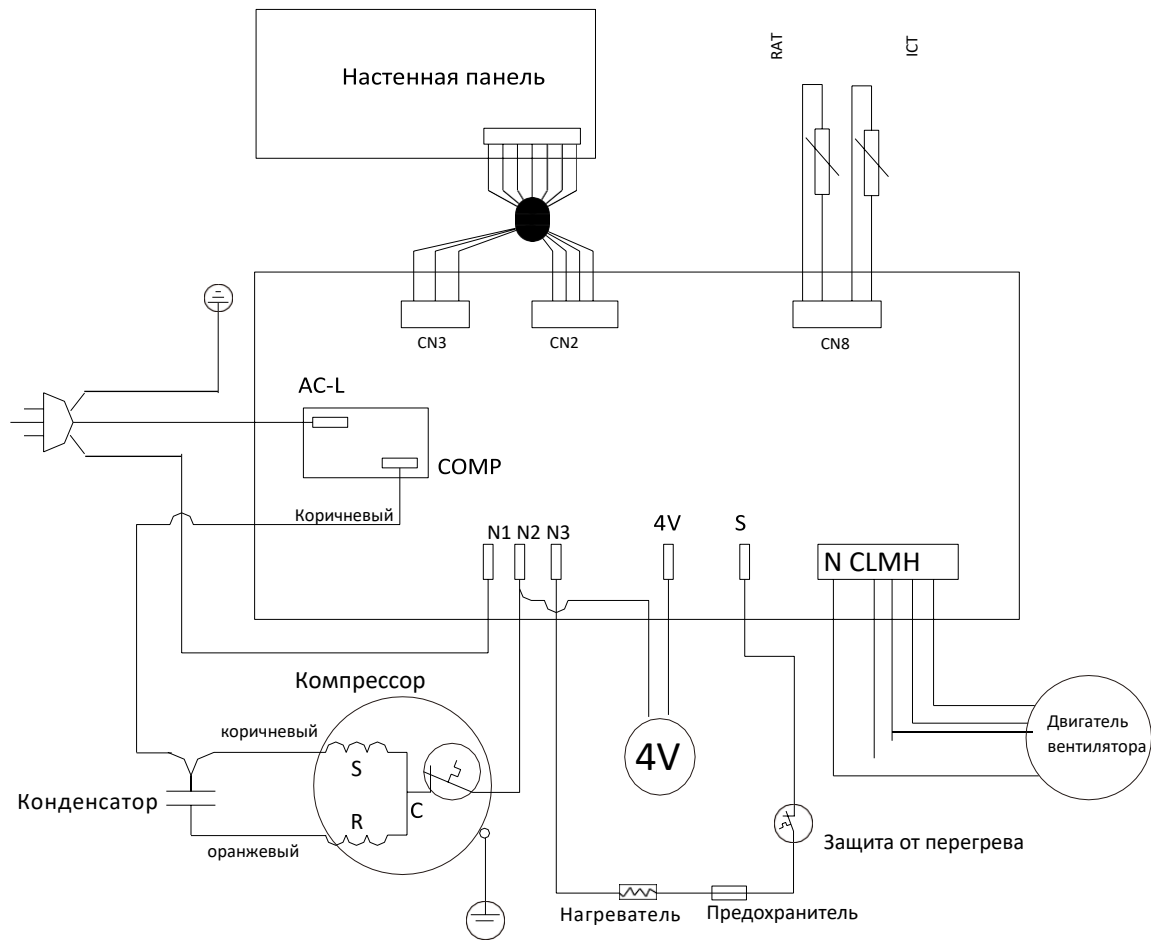 RAT
ICT
Настенная панель
CN3
CN2
CN8
AC-L
COMP
Коричневый
N1 N2 N3
4V
S
N CLMH
Компрессор
коричневый
S
R
C
Конденсатор
оранжевый
4V
Двигатель
вентилятора
Защита от перегрева
Нагреватель
Предохранитель